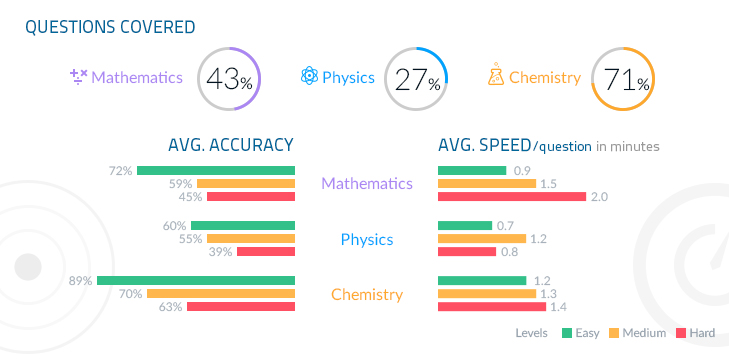 QUESTIONS COVERED
Mathematics 43% Physics 27% Chemistry 71%
AVG. ACCURACY AVG. SPEED/question in minutes
72% 0.9
59% Mathematics 1.5
45% 2.0
60% 0.7
55% Physics 1.2
39% 0.8
89% 1.2
70% Chemistry 1.3
63% 1.4
Levels Easy Medium Hard